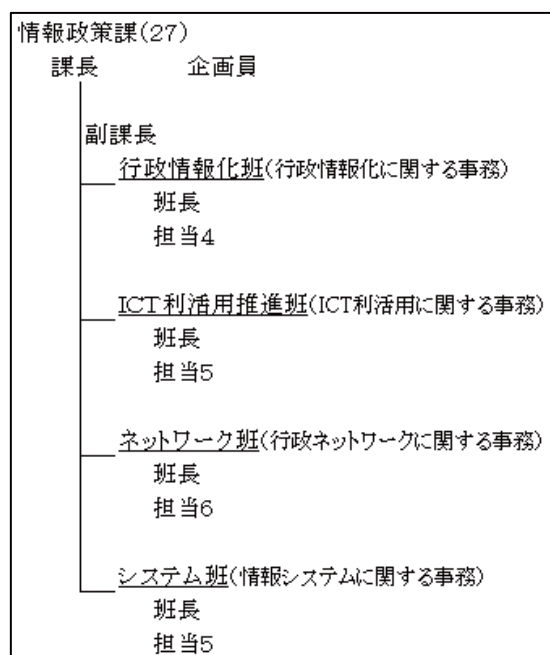 情報政策課(27)
課長 企画員
副課長
行政情報化班(行政情報化に関する事務)
班長
担当4
ICT利活用推進班(ICT利活用に関する事務)
班長
担当5
ネットワーク班(行政ネットワークに関する事務)
班長
担当6
システム班(情報システムに関する事務)
班長
担当5